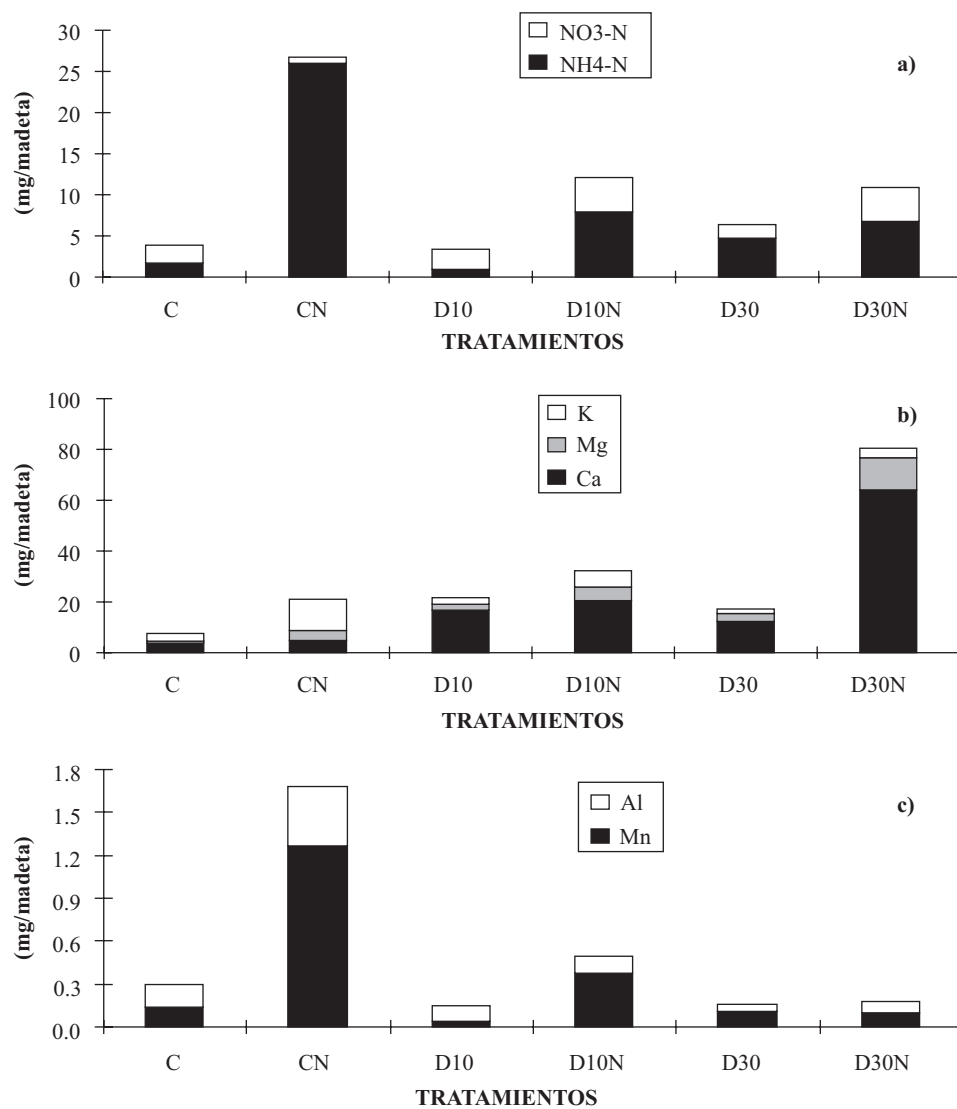 30
25
20
15
10
5
0
(mg/madeta)
NO3-N
NH4-N
a)
C CN D10 D10N D30 D30N
TRATAMIENTOS
100
80
60
40
20
0
(mg/madeta)
K
Mg
Ca
b)
C CN D10 D10N D30 D30N
TRATAMIENTOS
1.8
1.5
1.2
0.9
0.6
0.3
0.0
(mg/madeta)
Al
Mn
c)
C CN D10 D10N D30 D30N
TRATAMIENTOS